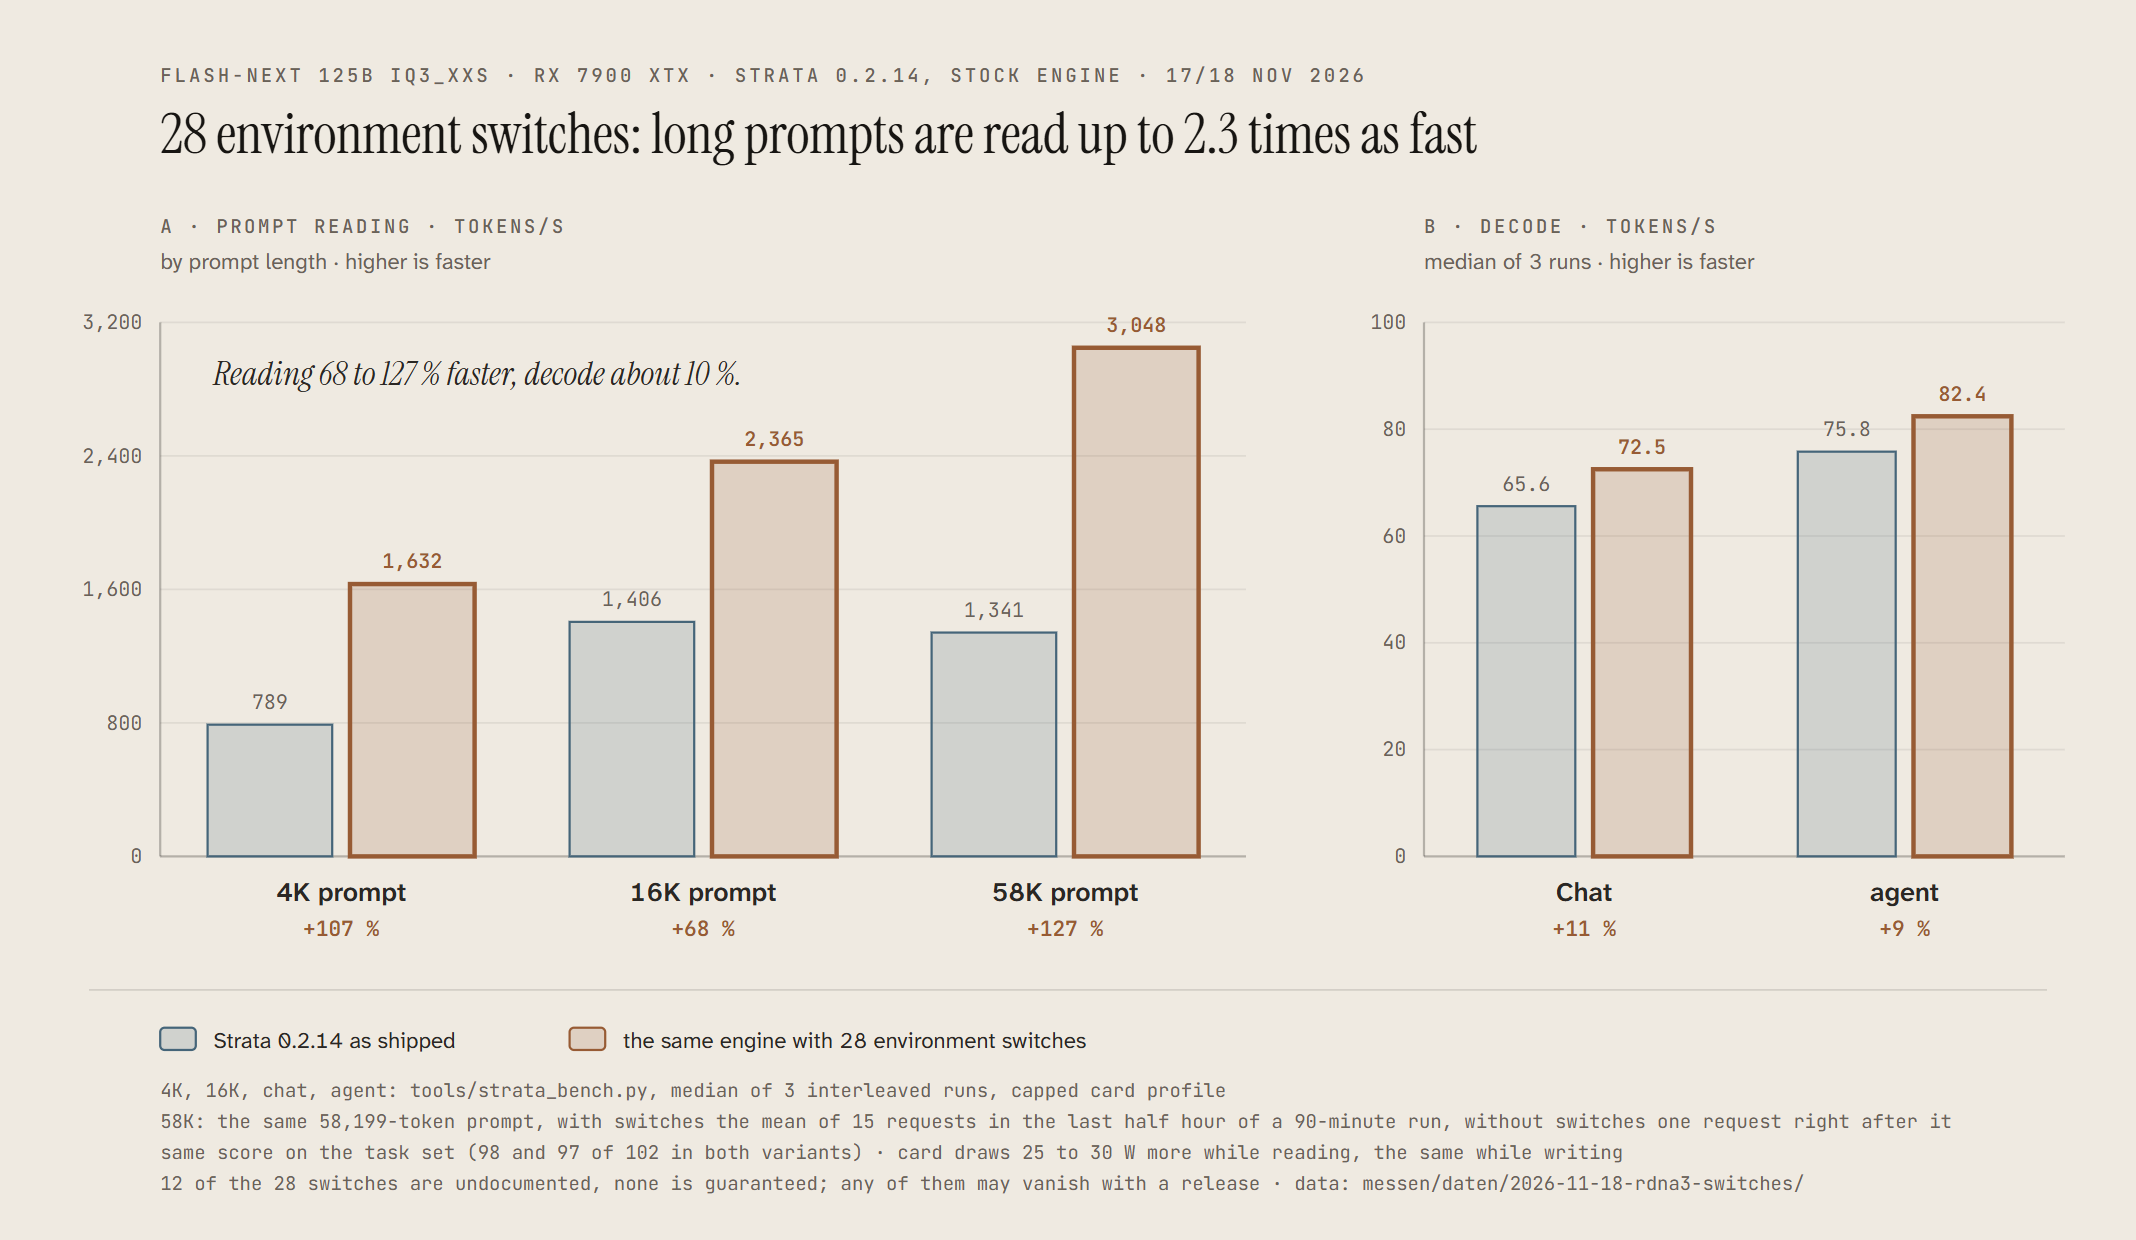 FLASH-NEXT 125B IQ3_XXS · RX 7900 XTX · STRATA 0.2.14, STOCK ENGINE · 17/18 NOV 2026
28 environment switches: long prompts are read up to 2.3 times as fast
A · PROMPT READING · TOKENS/S
by prompt length · higher is faster
3,200
2,400
1,600
800
0
Reading 68 to 127 % faster, decode about 10 %.
789
1,632
1,406
2,365
1,341
3,048
4K prompt
+107 %
16K prompt
+68 %
58K prompt
+127 %
B · DECODE · TOKENS/S
median of 3 runs · higher is faster
100
80
60
40
20
0
65.6
72.5
75.8
82.4
Chat
+11 %
agent
+9 %
Strata 0.2.14 as shipped
the same engine with 28 environment switches
4K, 16K, chat, agent: tools/strata_bench.py, median of 3 interleaved runs, capped card profile
58K: the same 58,199-token prompt, with switches the mean of 15 requests in the last half hour of a 90-minute run, without switches one request right after it
same score on the task set (98 and 97 of 102 in both variants) · card draws 25 to 30 W more while reading, the same while writing
12 of the 28 switches are undocumented, none is guaranteed; any of them may vanish with a release · data: messen/daten/2026-11-18-rdna3-switches/